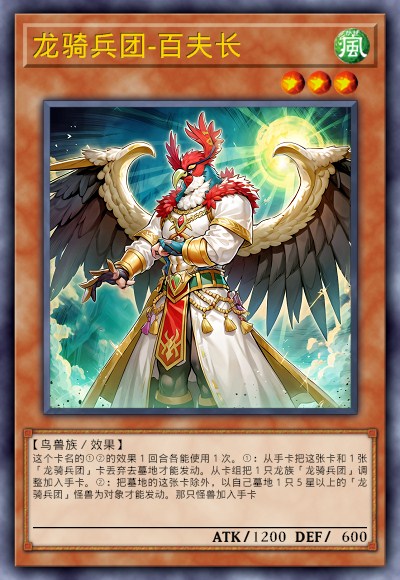 龙骑兵团-百夫长
風
【鸟兽族/效果】
这个卡名的①②的效果1回合各能使用1次。①：从手卡把这张卡和1张
「龙骑兵团」卡丢弃去墓地才能发动。从卡组把1只龙族「龙骑兵团」调
整加入手卡。②：把墓地的这张卡除外，以自己墓地1只5星以上的「龙
骑兵团」怪兽为对象才能发动。那只怪兽加入手卡
ATK/1200 DEF/ 600